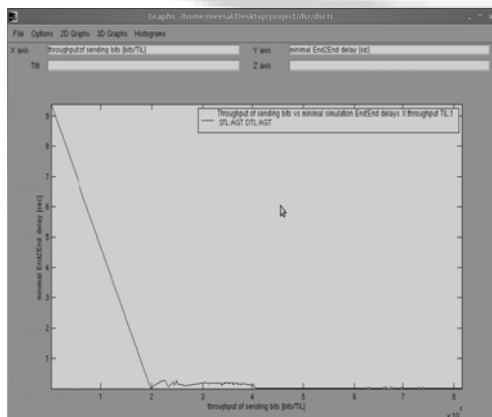 Graphs: /home/meesal/Desktop/project/dsr/dsr.tr
File Options 2D Graphs 3D Graphs Histograms
X axis throughput of sending bits [bits/TIL] Y axis minimal End2End delay [sec]
Z axis
Throughput of sending bits vs minimal simulation End2End delays X:throughput TIL:1
STL:AGT DTL:AGT
minimal End2End delay [sec]
9
8
7
6
5
4
3
2
1
1 2 3 4 5 6 7 8
throughput of sending bits [bits/TIL]